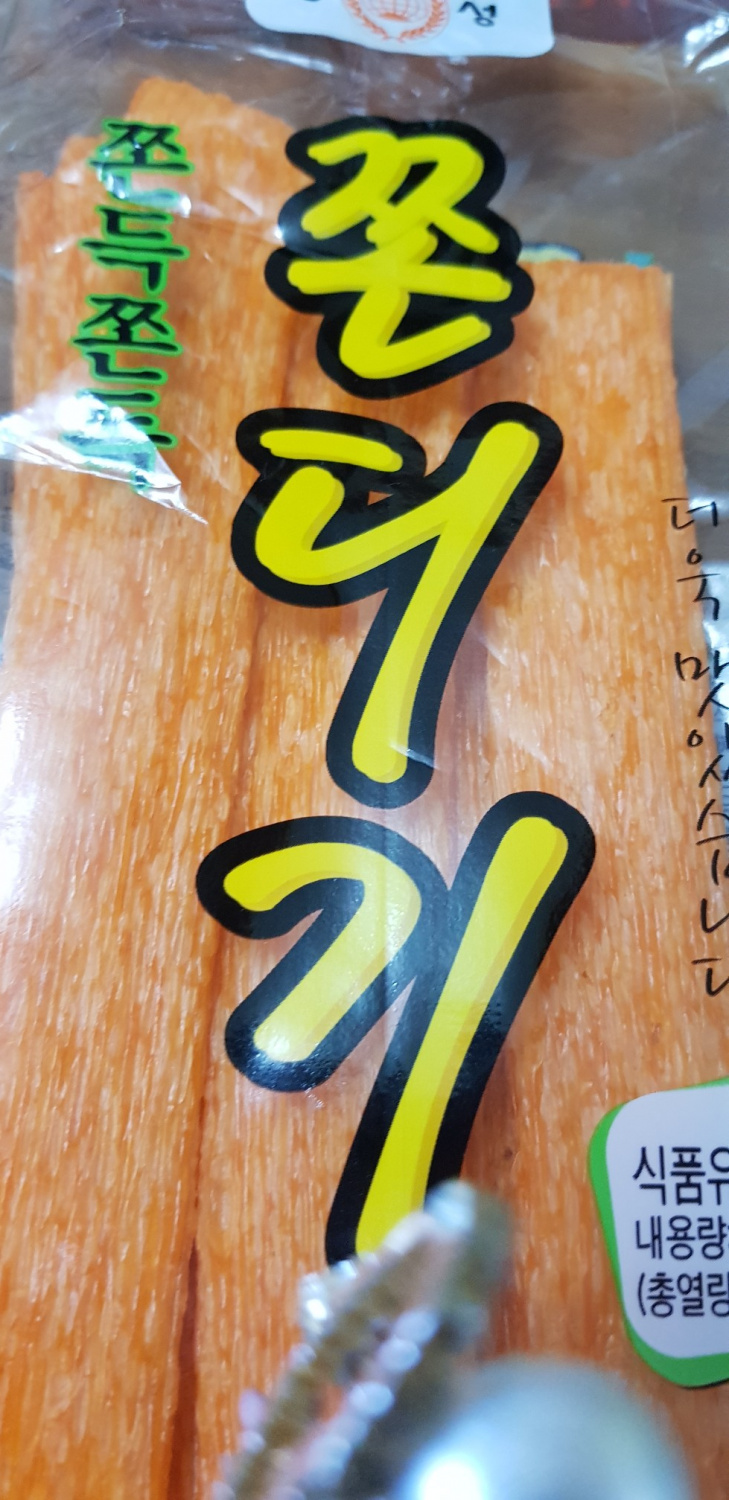 성
쫀득쫀득
쫀디기
더욱 맛있습니다
식품유
내용량
(총열량